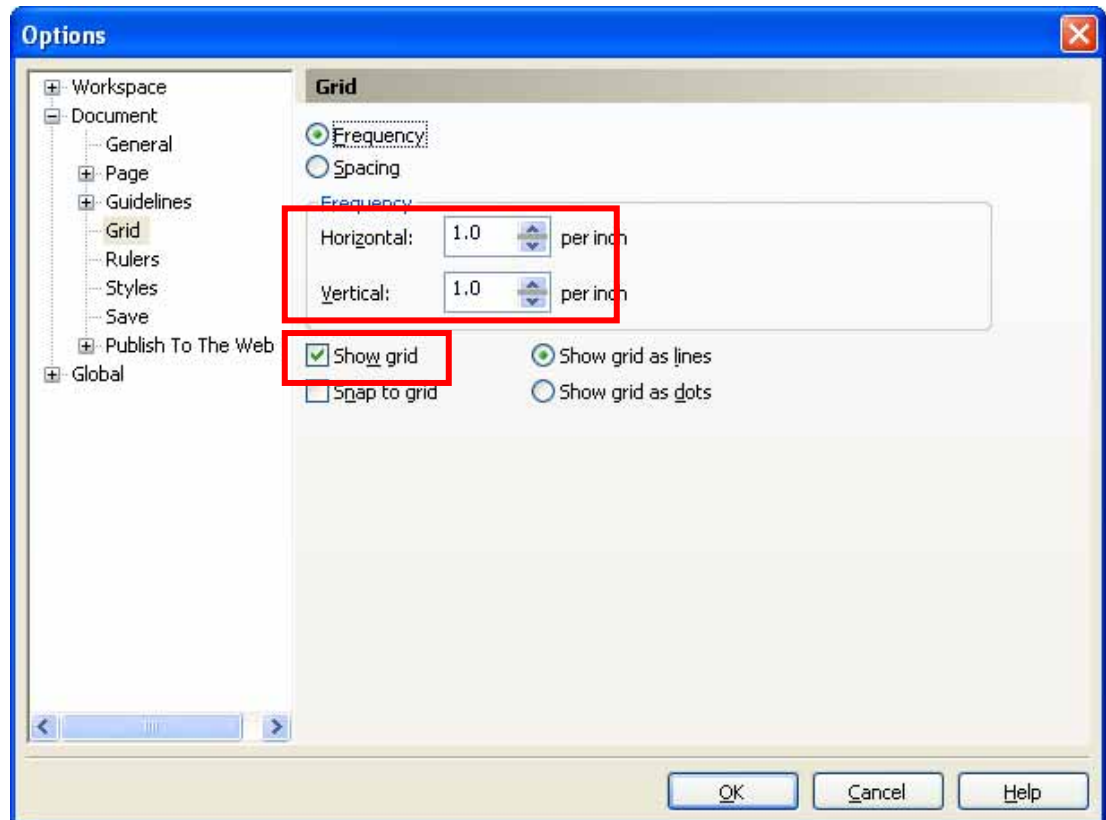 Options
Workspace
Document
General
Page
Guidelines
Grid
Rulers
Styles
Save
Publish To The Web
Global
Grid
Frequency
Spacing
Frequency
Horizontal: 1.0 per inch
Vertical: 1.0 per inch
Show grid Show grid as lines
Snap to grid Show grid as dots
OK Cancel Help